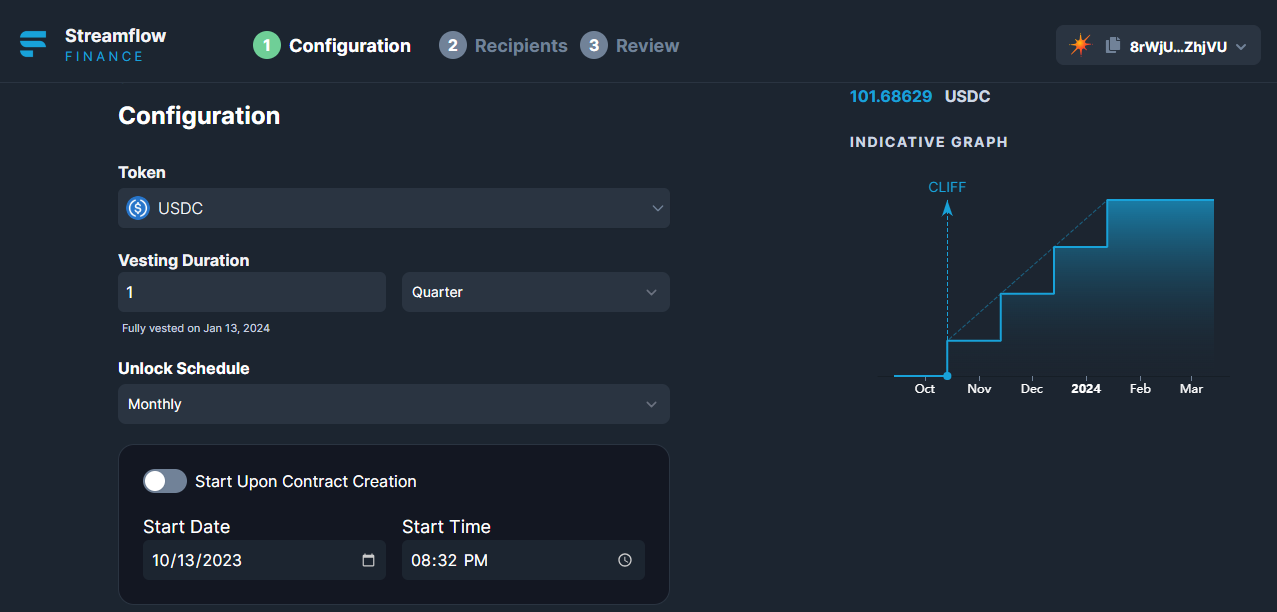 Streamflow
FINANCE
1 Configuration 2 Recipients 3 Review
8rWjU...ZhjVU
Configuration
Token
USDC
Vesting Duration
1 Quarter
Fully vested on Jan 13, 2024
Unlock Schedule
Monthly
Start Upon Contract Creation
Start Date Start Time
10/13/2023 08:32 PM
101.68629 USDC
INDICATIVE GRAPH
CLIFF
Oct Nov Dec 2024 Feb Mar